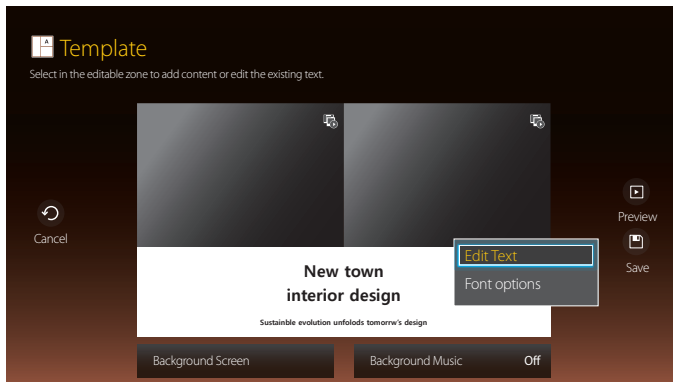 Template
Select in the editable zone to add content or edit the existing text.
Cancel
Preview
Save
Edit Text
Font options
New town
interior design
Sustainble evolution unfolods tomorrw's design
Background Screen
Background Music Off